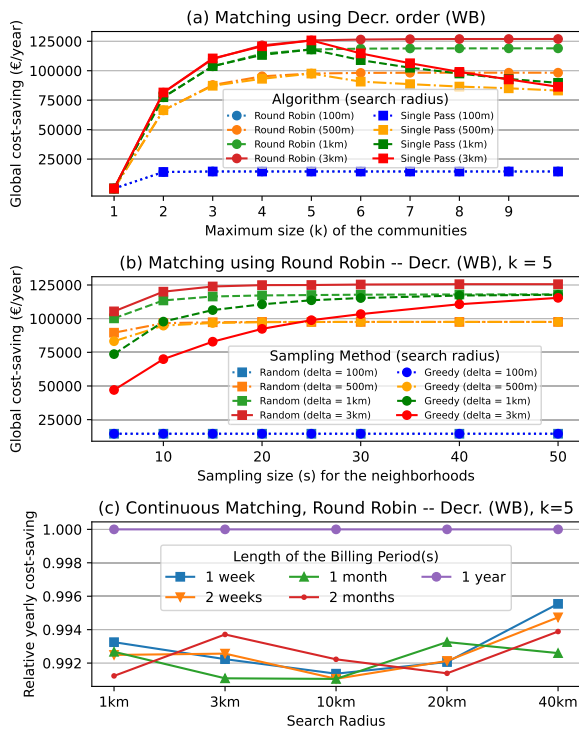 (a) Matching using Decr. order (WB)
Global cost-saving (€/year)
125000
100000
75000
50000
25000
Algorithm (search radius)
Round Robin (100m)
Round Robin (500m)
Round Robin (1km)
Round Robin (3km)
Single Pass (100m)
Single Pass (500m)
Single Pass (1km)
Single Pass (3km)
1 2 3 4 5 6 7 8 9
Maximum size (k) of the communities
(b) Matching using Round Robin -- Decr. (WB), k = 5
Global cost-saving (€/year)
125000
100000
75000
50000
25000
Sampling Method (search radius)
Random (delta = 100m)
Random (delta = 500m)
Random (delta = 1km)
Random (delta = 3km)
Greedy (delta = 100m)
Greedy (delta = 500m)
Greedy (delta = 1km)
Greedy (delta = 3km)
10 20 30 40 50
Sampling size (s) for the neighborhoods
(c) Continuous Matching, Round Robin -- Decr. (WB), k=5
Relative yearly cost-saving
1.000
0.998
0.996
0.994
0.992
Length of the Billing Period(s)
1 week
2 weeks
1 month
2 months
1 year
1km 3km 10km 20km 40km
Search Radius